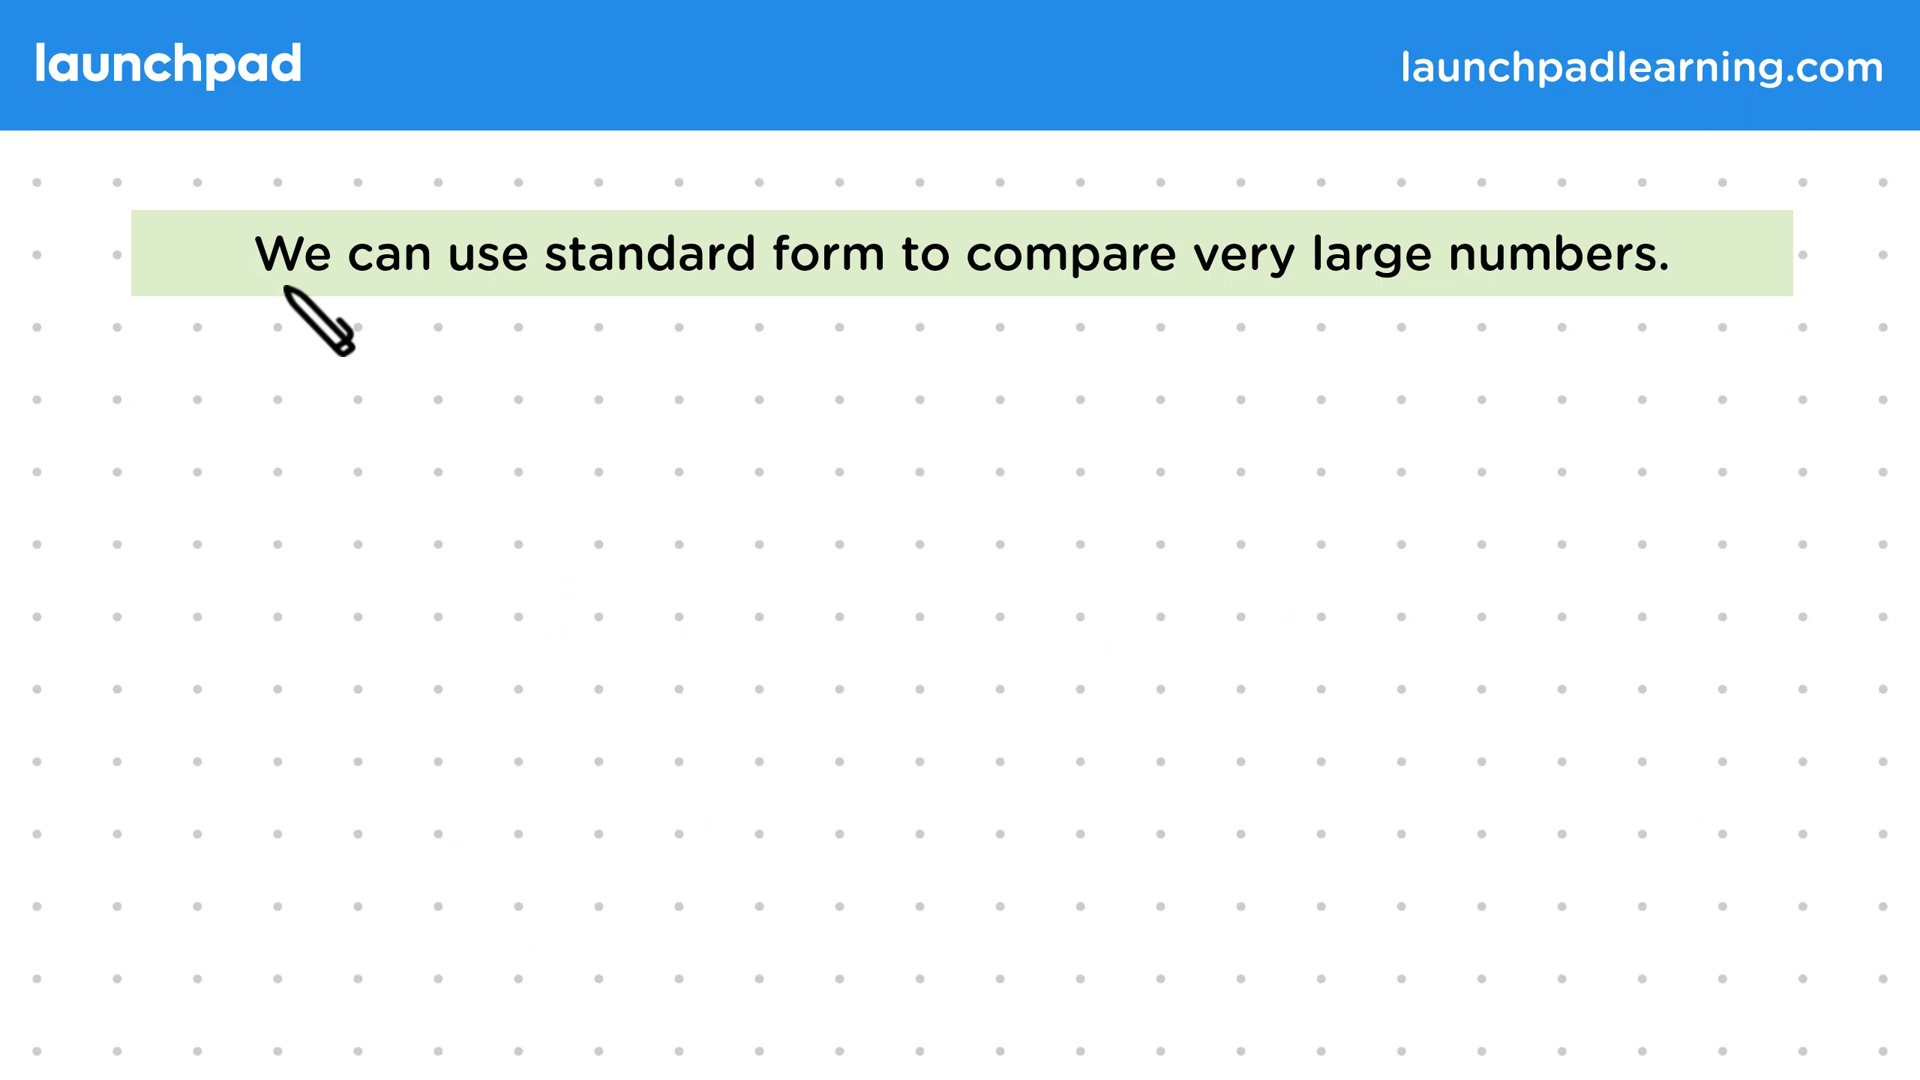 launchpad
launchpadlearning.com
We can use standard form to compare very large numbers.